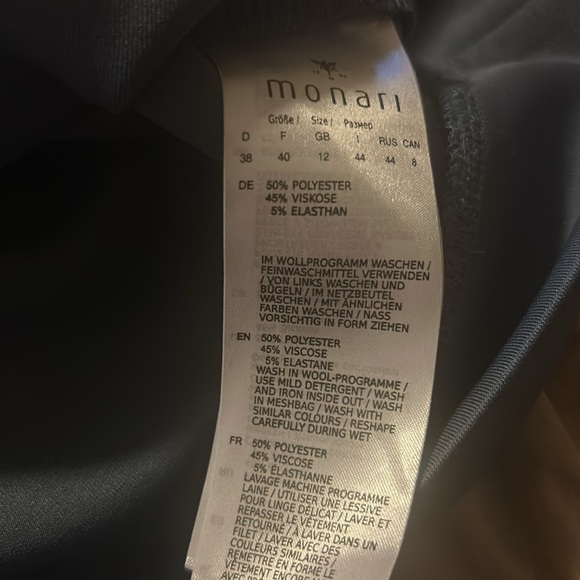 monari
Größe / Size / Размер
D F GB I RUS CAN
38 40 12 44 44 8
DE 50% POLYESTER
45% VISKOSE
5% ELASTHAN
IM WOLLPROGRAMM WASCHEN /
FEINWASCHMITTEL VERWENDEN
/ VON LINKS WASCHEN UND
BÜGELN / IM NETZBEUTEL
WASCHEN / MIT ÄHNLICHEN
FARBEN WASCHEN / NASS
VORSICHTIG IN FORM ZIEHEN
EN 50% POLYESTER
45% VISCOSE
5% ELASTANE
WASH IN WOOL-PROGRAMME /
USE MILD DETERGENT / WASH
AND IRON INSIDE OUT / WASH
IN MESHBAG / WASH WITH
SIMILAR COLOURS / RESHAPE
CAREFULLY DURING WET
FR 50% POLYESTER
45% VISCOSE
5% ELASTHANNE
LAVAGE MACHINE PROGRAMME
LAINE / UTILISER UNE LESSIVE
POUR LINGE DÉLICAT / LAVER ET
REPASSER LE VÊTEMENT
RETOURNÉ / À LAVER DANS UN
FILET / LAVER AVEC DES
COULEURS SIMILAIRES /
REMETTRE EN FORME LE
VÊTEMENT ENCORE
AVEC